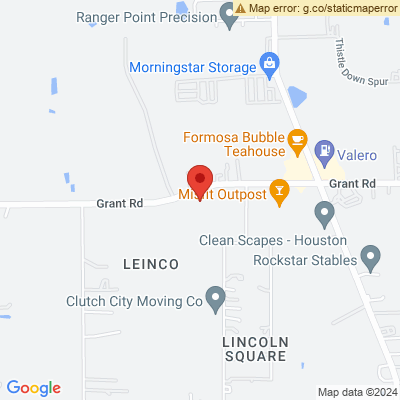 Map error: g.co/staticmaperror
Ranger Point Precision
Thistle Down Spur
Morningstar Storage
Formosa Bubble
Teahouse
Valero
Grant Rd
Misfit Outpost
Grant Rd
Clean Scapes - Houston
LEINCO
Rockstar Stables
Clutch City Moving Co
LINCOLN
SQUARE
Google
Map data ©2024